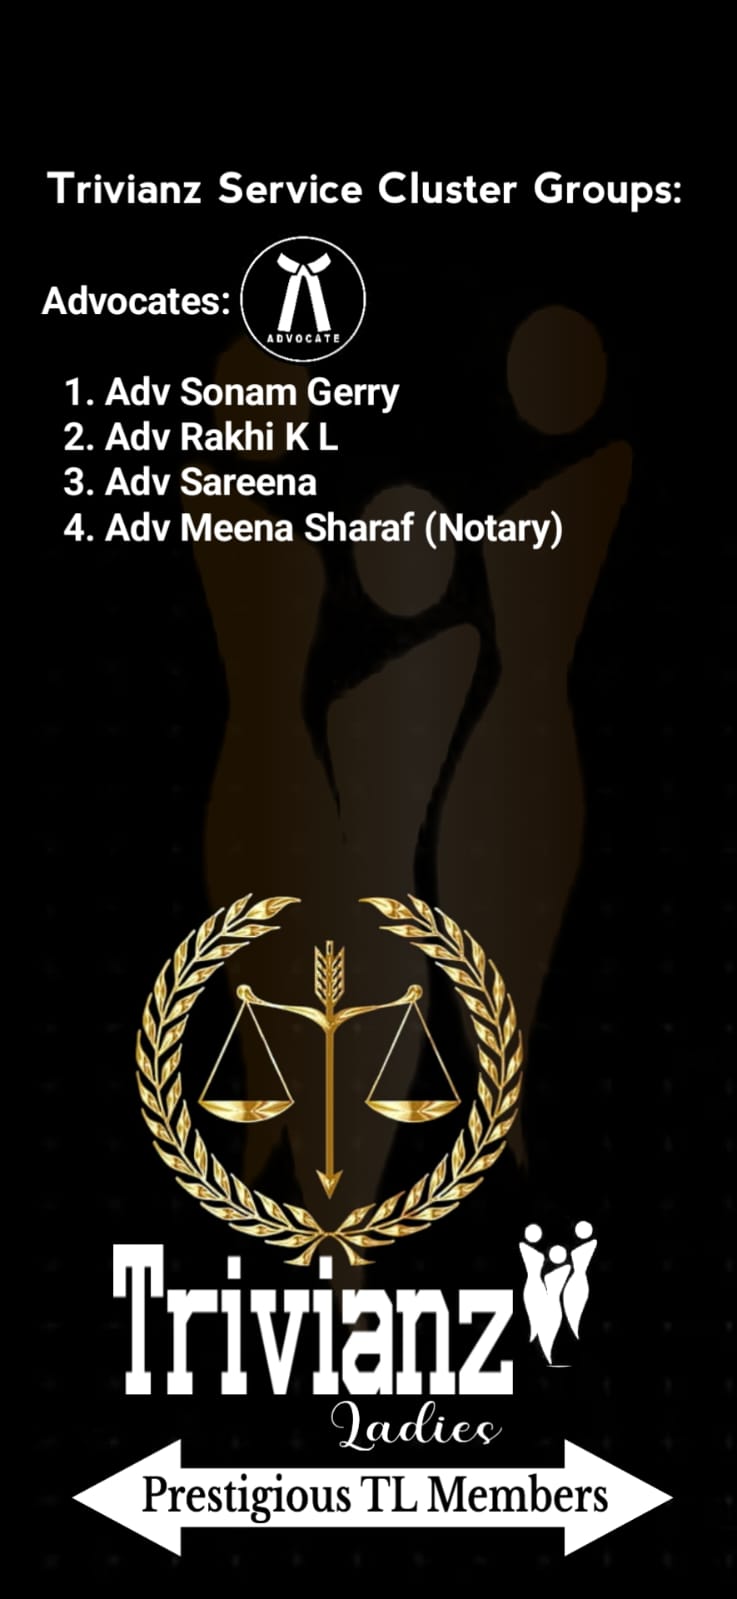 Trivianz Service Cluster Groups:
Advocates:
ADVOCATE
1. Adv Sonam Gerry
2. Adv Rakhi K L
3. Adv Sareena
4. Adv Meena Sharaf (Notary)
Trivianz
Ladies
Prestigious TL Members